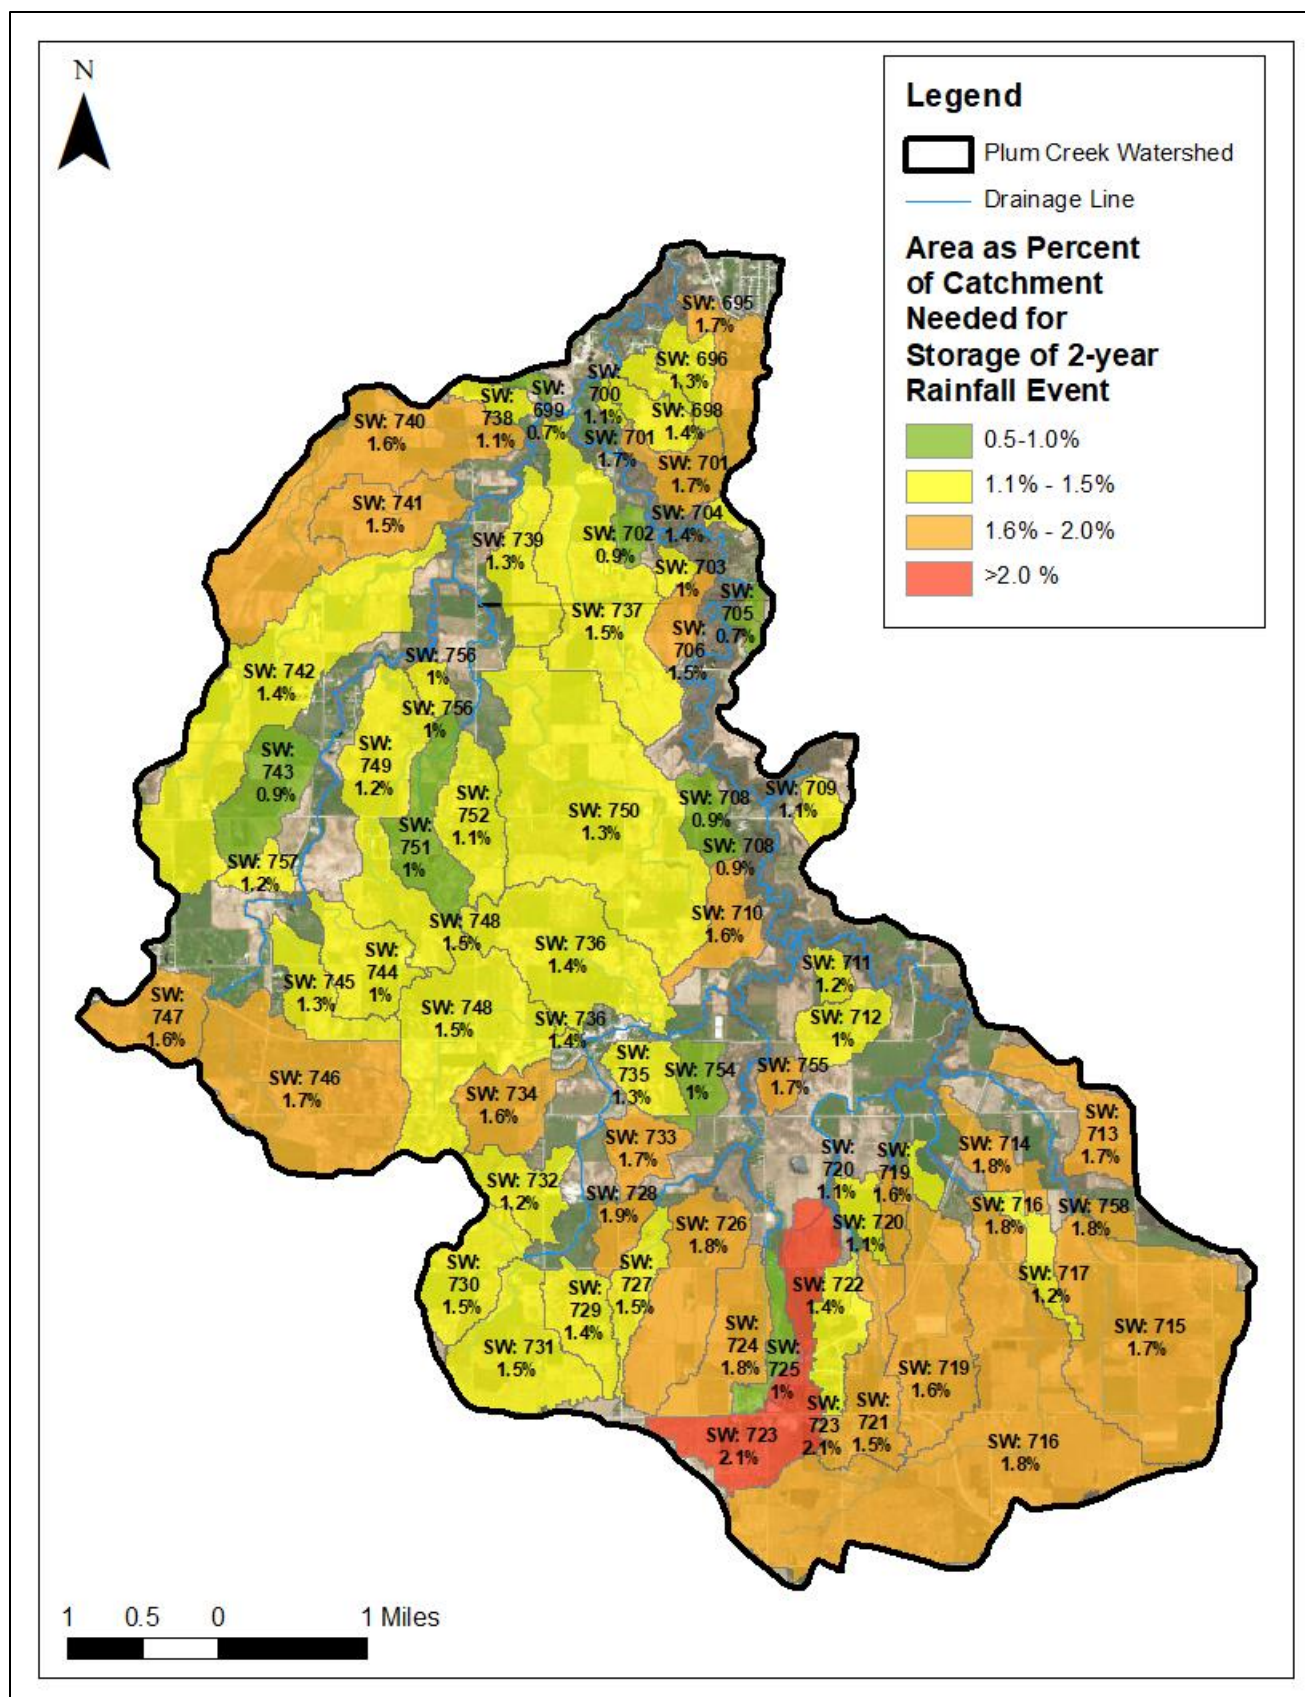 N
Legend
Plum Creek Watershed
Drainage Line
Area as Percent
of Catchment
Needed for
Storage of 2-year
Rainfall Event
0.5-1.0%
1.1% - 1.5%
1.6% - 2.0%
>2.0 %
SW: 695
1.7%
SW: 696
1.3%
SW:
700
1.1%
SW:
699
0.7%
SW:
738
1.1%
SW: 698
1.4%
SW: 740
1.6%
SW: 701
1.7%
SW: 701
1.7%
SW: 741
1.5%
SW: 704
1.4%
SW: 702
0.9%
SW: 739
1.3%
SW: 703
1%
SW:
705
0.7%
SW: 737
1.5%
SW:
706
1.5%
SW: 756
1%
SW: 742
1.4%
SW: 756
1%
SW:
743
0.9%
SW:
749
1.2%
SW:
752
1.1%
SW: 750
1.3%
SW: 708
0.9%
SW: 709
1.1%
SW:
751
1%
SW: 708
0.9%
SW: 757
1.2%
SW: 710
1.6%
SW: 748
1.5%
SW: 736
1.4%
SW:
744
1%
SW: 711
1.2%
SW: 745
1.3%
SW:
747
1.6%
SW: 748
1.5%
SW: 736
1.4%
SW: 712
1%
SW:
735
1.3%
SW: 754
1%
SW: 755
1.7%
SW: 746
1.7%
SW: 734
1.6%
SW:
713
1.7%
SW: 733
1.7%
SW: 714
1.8%
SW:
720
1.1%
SW:
719
1.6%
SW: 732
1.2%
SW: 728
1.9%
SW: 716
1.8%
SW: 758
1.8%
SW: 726
1.8%
SW: 720
1.1%
SW:
730
1.5%
SW:
727
1.5%
SW: 717
1.2%
SW:
729
1.4%
SW: 722
1.4%
SW: 715
1.7%
SW:
724
1.8%
SW: 731
1.5%
SW:
725
1%
SW: 719
1.6%
SW:
723
2.1%
SW:
721
1.5%
SW: 723
2.1%
SW: 716
1.8%
1 0.5 0 1 Miles